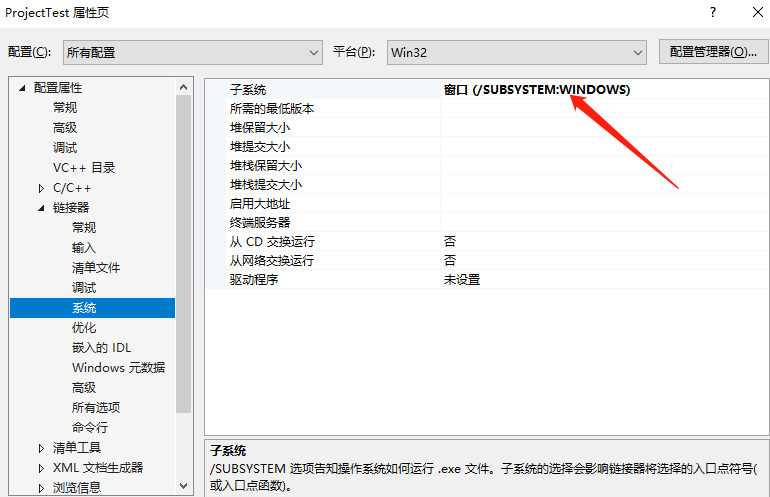 ProjectTest 属性页
配置(C):
所有配置
平台(P):
Win32
配置管理器(O)...
配置属性
常规
高级
调试
VC++ 目录
C/C++
链接器
常规
输入
清单文件
调试
系统
优化
嵌入的 IDL
Windows 元数据
高级
所有选项
命令行
清单工具
XML 文档生成器
浏览信息
子系统
窗口 (/SUBSYSTEM:WINDOWS)
所需的最低版本
堆保留大小
堆提交大小
堆栈保留大小
堆栈提交大小
启用大地址
终端服务器
从 CD 交换运行
否
从网络交换运行
否
驱动程序
未设置
子系统
/SUBSYSTEM 选项告知操作系统如何运行 .exe 文件。子系统的选择会影响链接器将选择的入口点符号(
或入口点函数)。